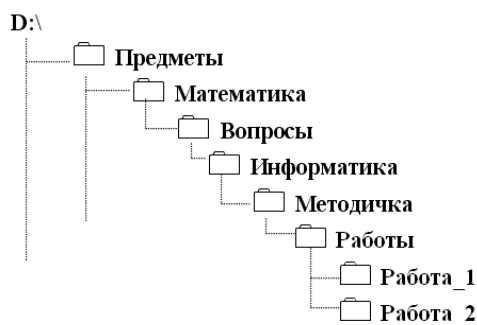 D:\
Предметы
Математика
Вопросы
Информатика
Методичка
Работы
Работа_1
Работа_2